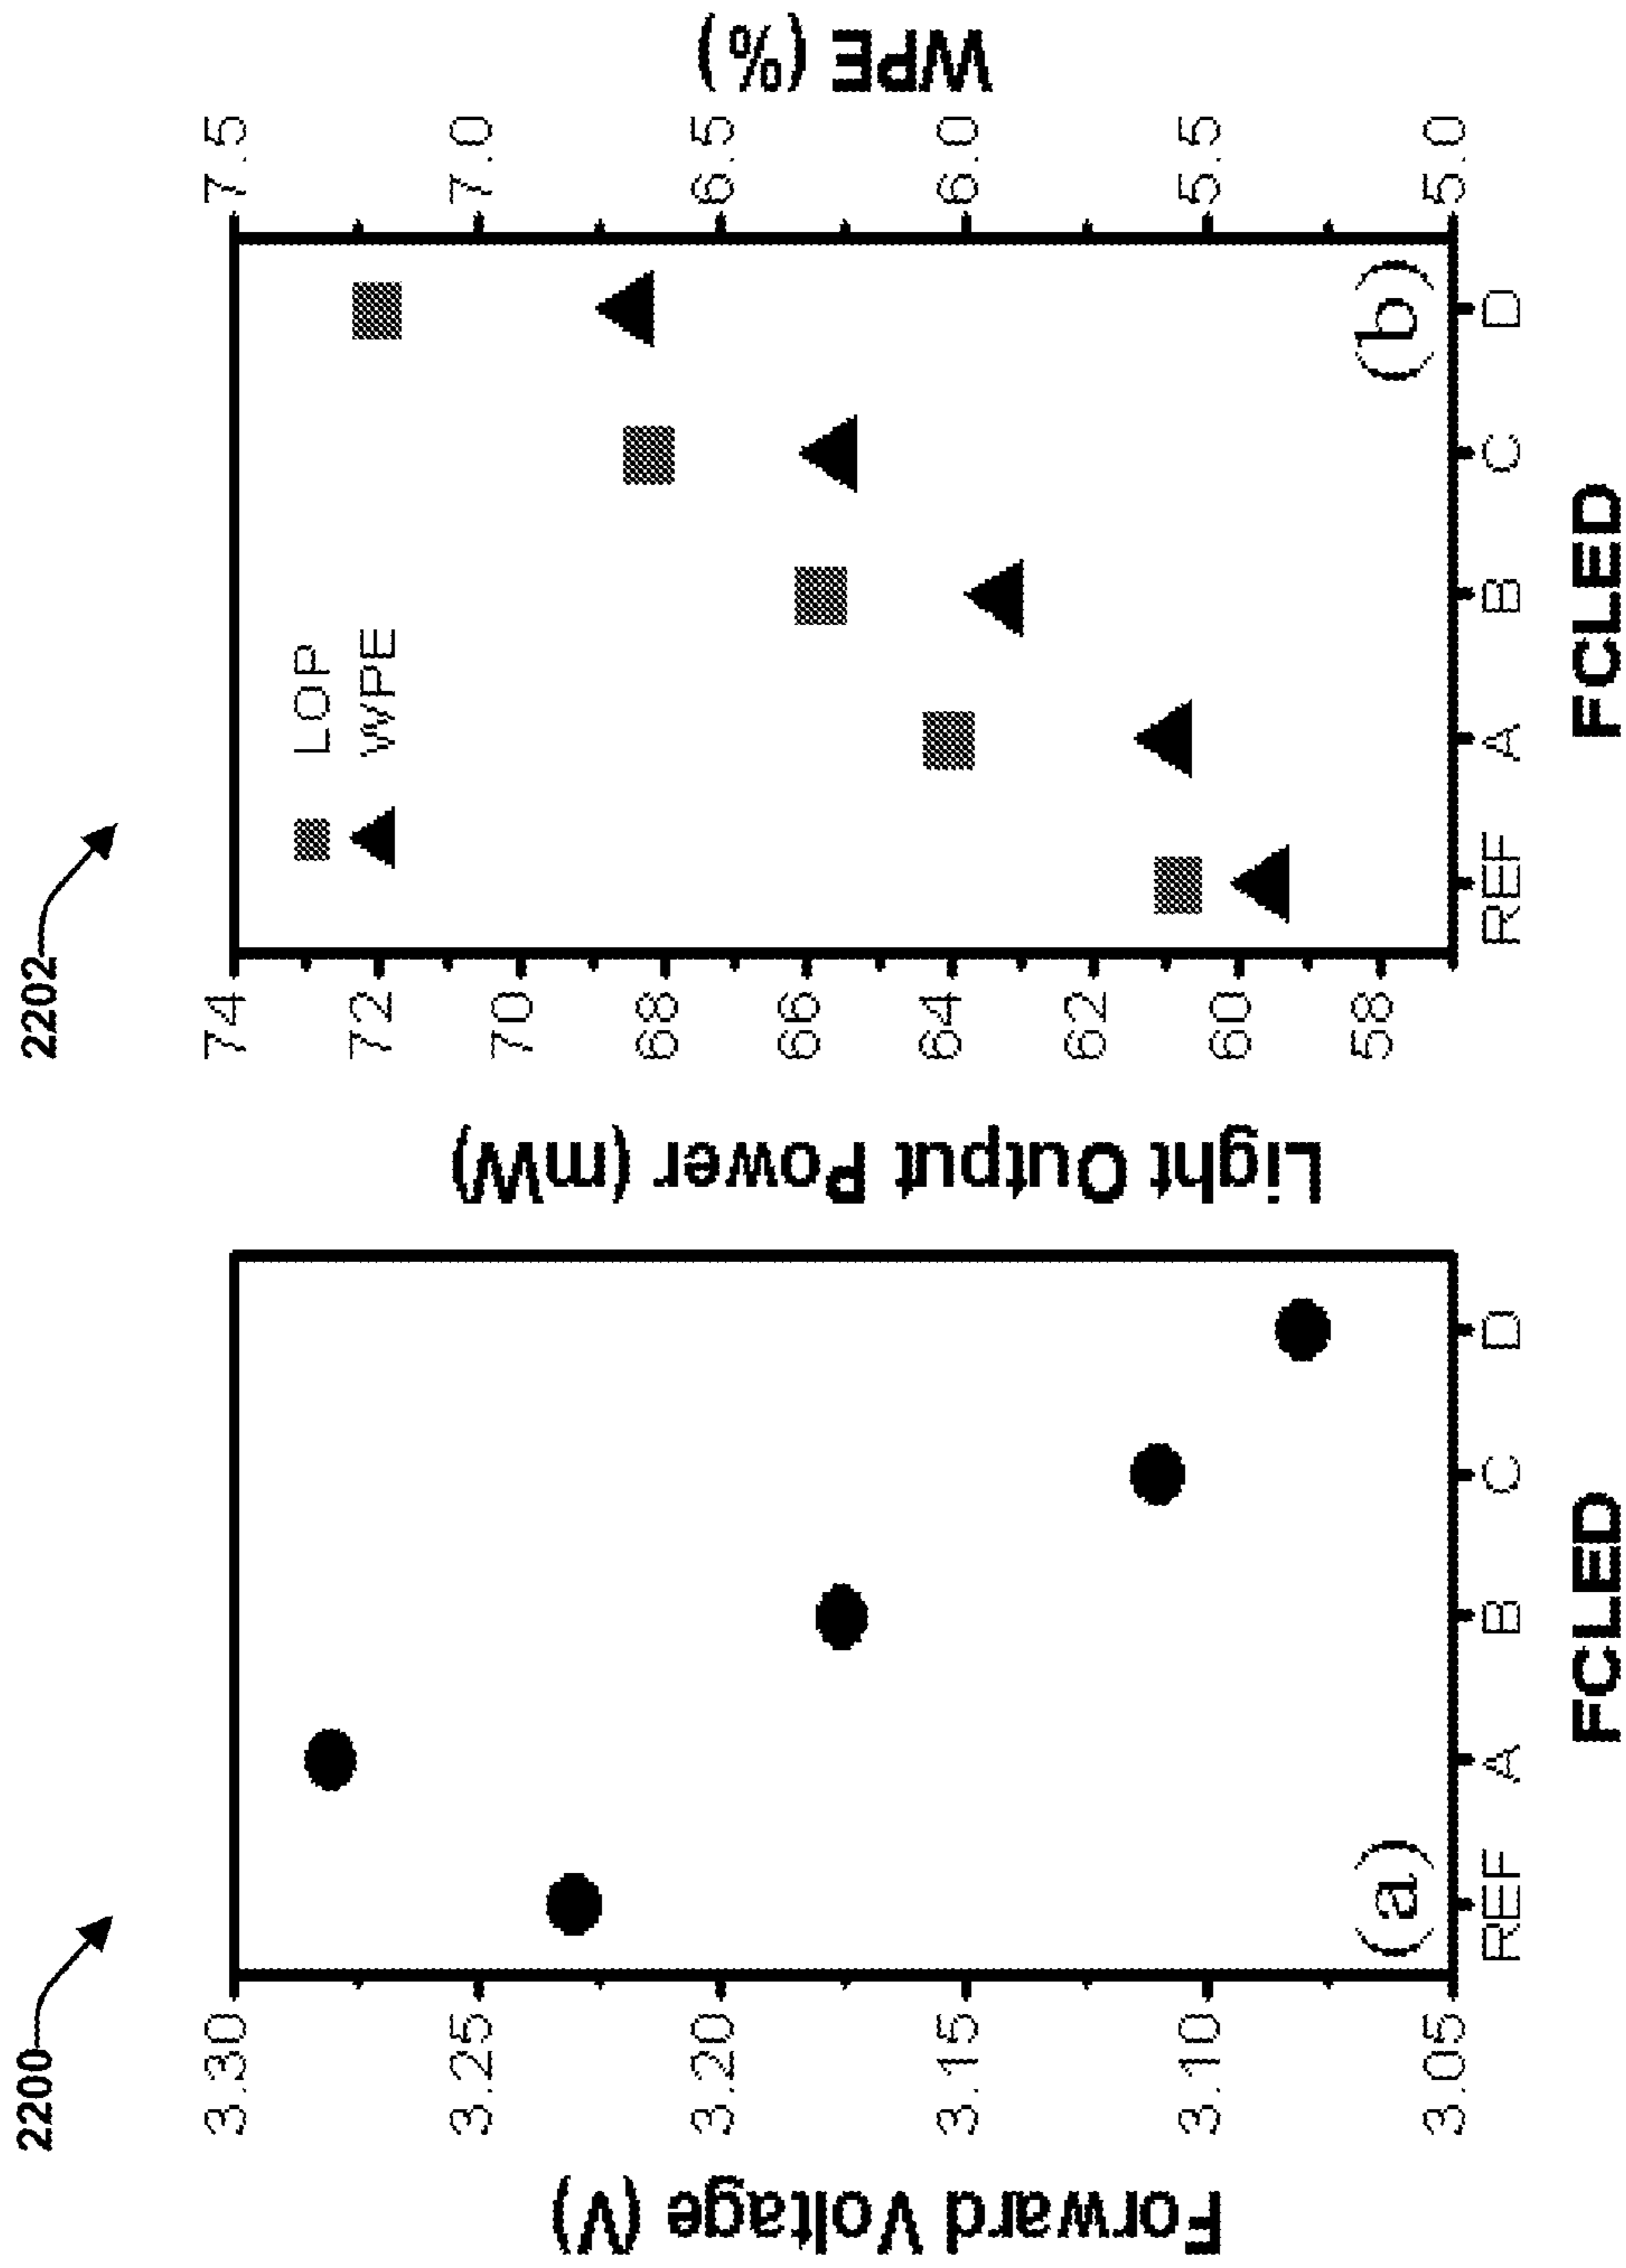 2200
Forward Voltage (V)
3.30
3.25
3.20
3.15
3.10
3.05
(a)
REF A B C D
FCLED
2202
Light Output Power (mW)
74
72
70
68
66
64
62
60
58
LOP
WPE
(b)
REF A B C D
FCLED
7.5
7.0
6.5
6.0
5.5
5.0
WPE (%)